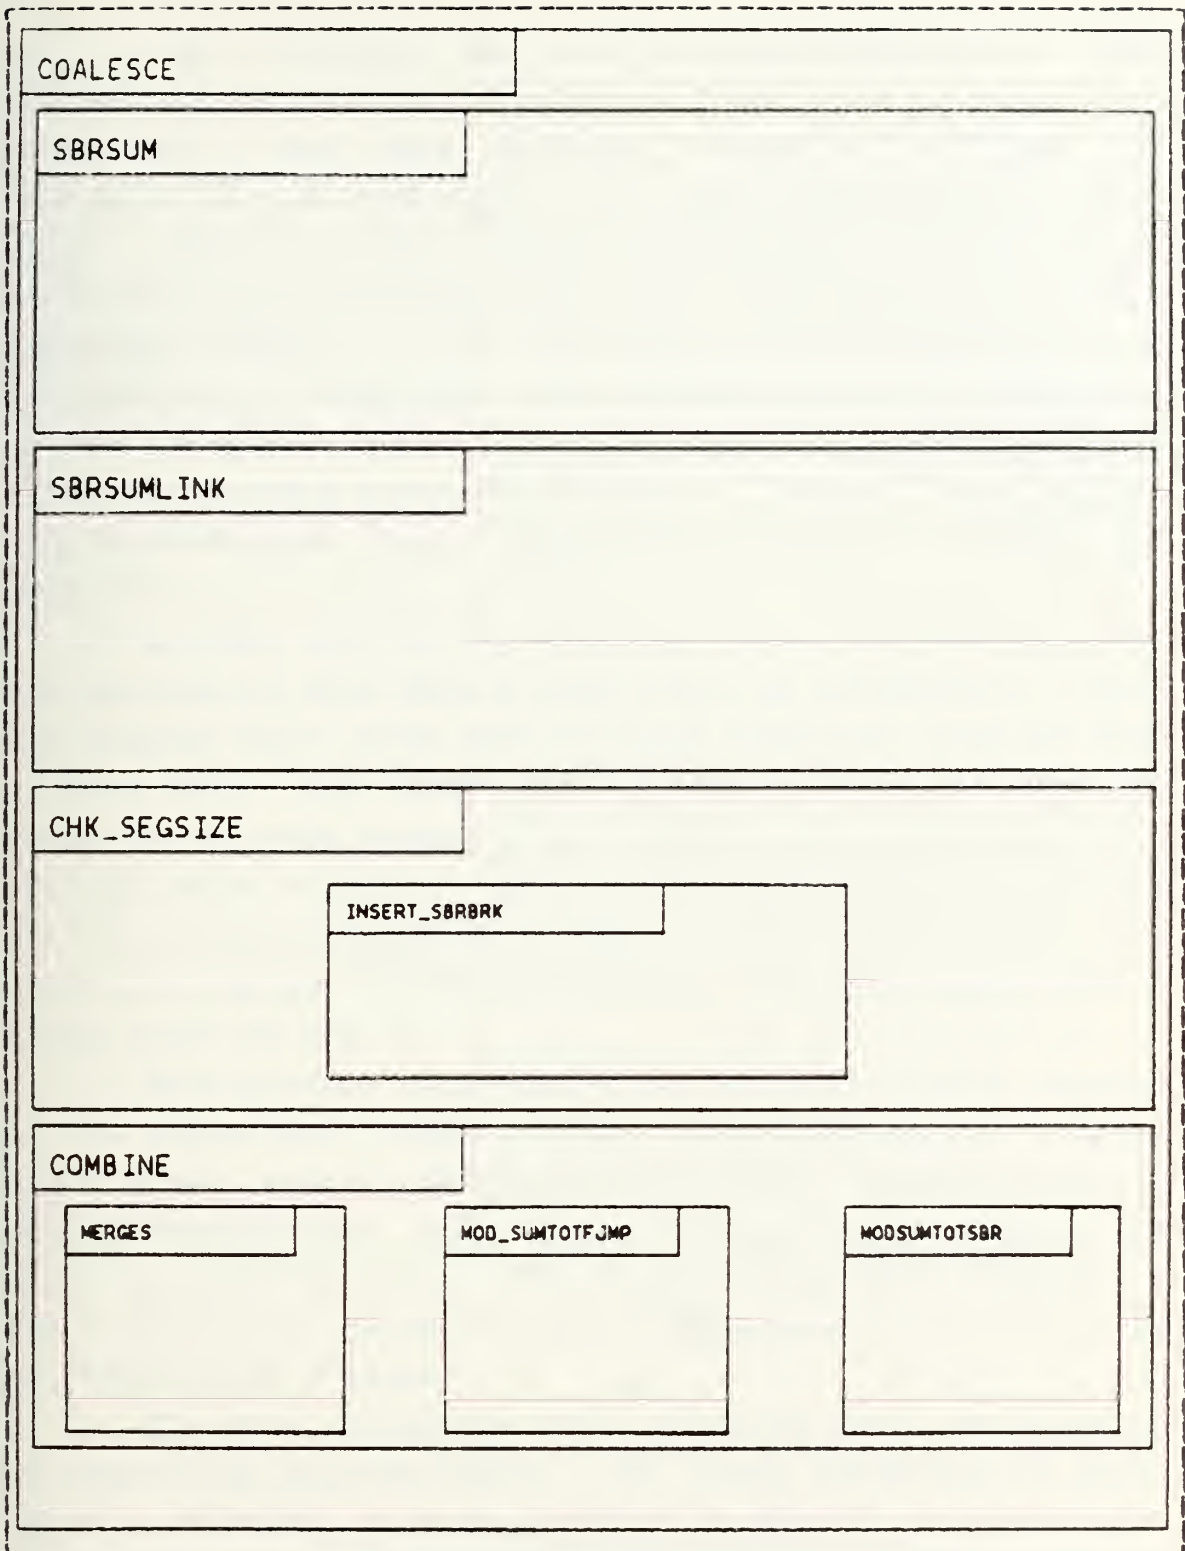 COALESCE
SBRSUM
SBRSUMLINK
CHK_SEGSIZE
INSERT_SBRBRK
COMBINE
MERGES
MOD_SUMTOTFJMP
MODSUMTOTSBR